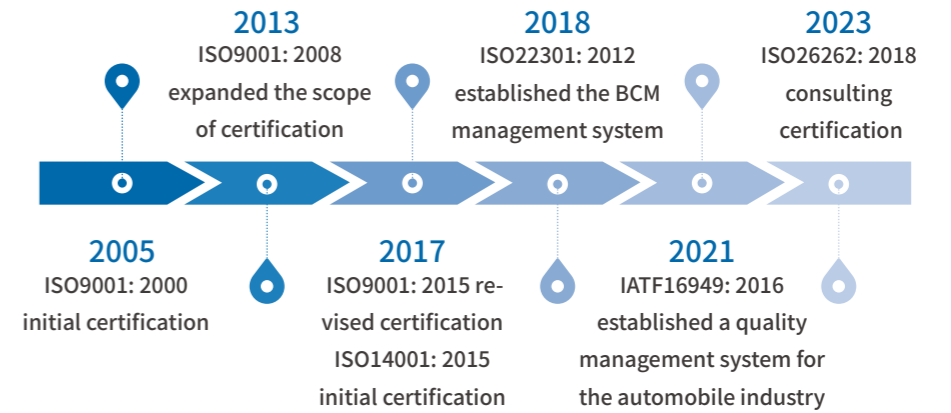 2013
ISO9001: 2008
expanded the scope
of certification
2018
ISO22301: 2012
established the BCM
management system
2023
ISO26262: 2018
consulting
certification
2005
ISO9001: 2000
initial certification
2017
ISO9001: 2015 re-
vised certification
ISO14001: 2015
initial certification
2021
IATF16949: 2016
established a quality
management system for
the automobile industry